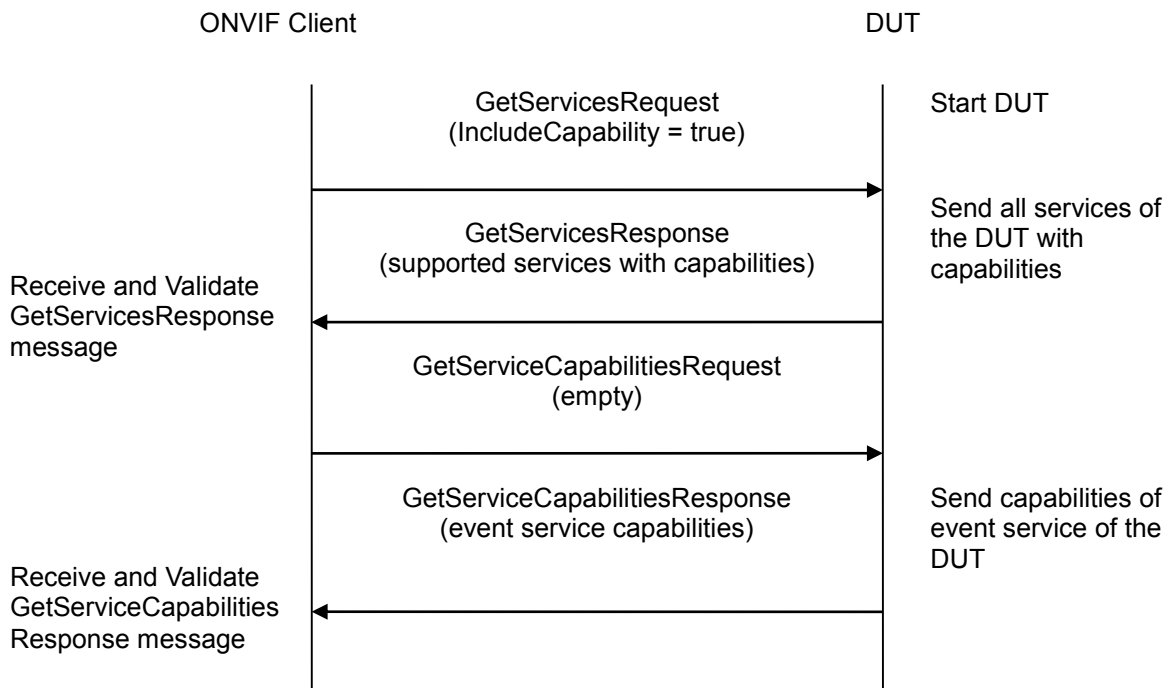 ONVIF Client
DUT
GetServicesRequest
(IncludeCapability = true)
Start DUT
Send all services of
the DUT with
capabilities
GetServicesResponse
(supported services with capabilities)
Receive and Validate
GetServicesResponse
message
GetServiceCapabilitiesRequest
(empty)
GetServiceCapabilitiesResponse
(event service capabilities)
Send capabilities of
event service of the
DUT
Receive and Validate
GetServiceCapabilities
Response message